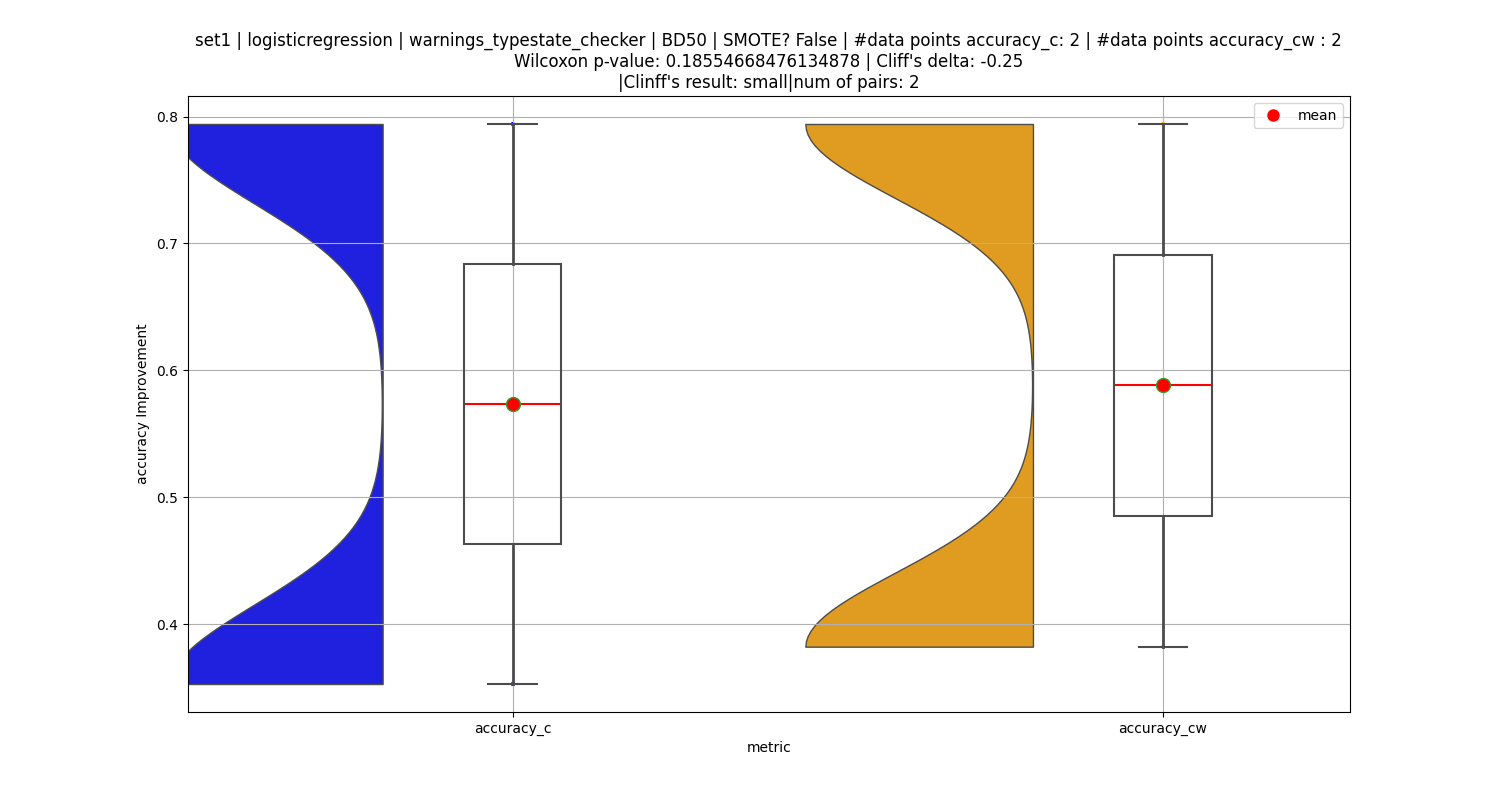 set1 | logisticregression | warnings_typestate_checker | BD50 | SMOTE? False | #data points accuracy_c: 2 | #data points accuracy_cw : 2
Wilcoxon p-value: 0.18554668476134878 | Cliff's delta: -0.25
|Clinff's result: small|num of pairs: 2
mean
0.8
0.7
0.6
0.5
0.4
accuracy Improvement
accuracy_c
accuracy_cw
metric